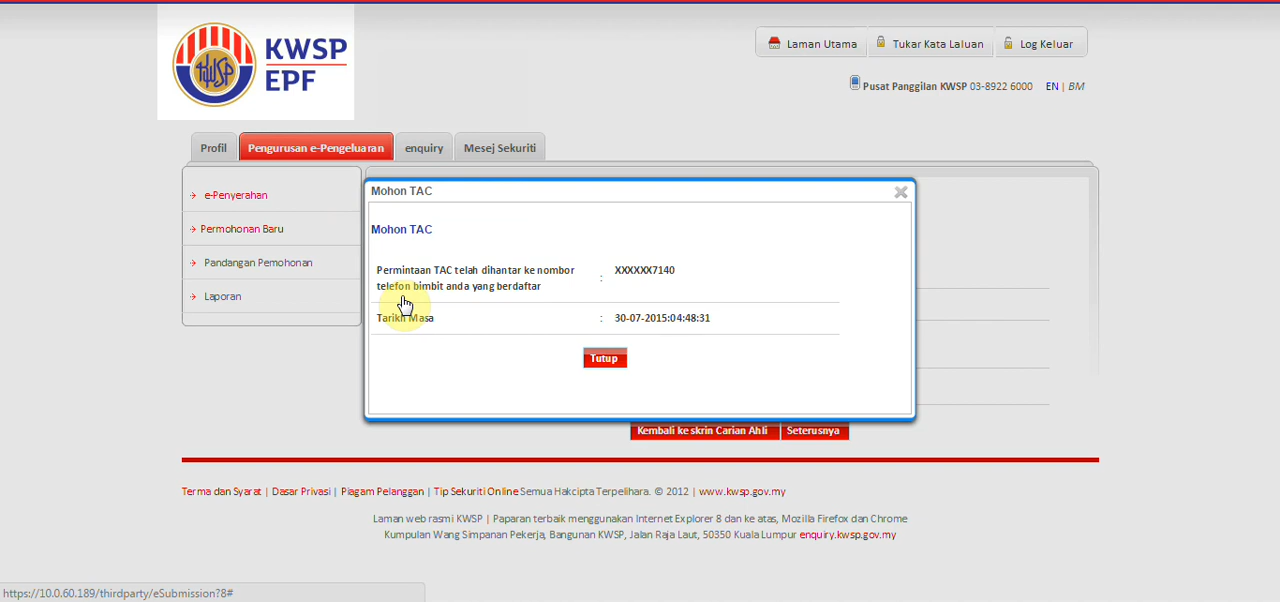 KWSP
EPF
Laman Utama
Tukar Kata Laluan
Log Keluar
Pusat Panggilan KWSP 03-8922 6000 EN | BM
Profil
Pengurusan e-Pengeluaran
enquiry
Mesej Sekuriti
e-Penyerahan
Permohonan Baru
Pandangan Pemohonan
Laporan
Mohon TAC
Mohon TAC
Permintaan TAC telah dihantar ke nombor
telefon bimbit anda yang berdaftar
: XXXXXX7140
Tarikh Masa : 30-07-2015:04:48:31
Tutup
Kembali ke skrin Carian Ahli
Seterusnya
Terma dan Syarat | Dasar Privasi | Piagam Pelanggan | Tip Sekuriti Online Semua Hakcipta Terpelihara. © 2012 | www.kwsp.gov.my
Laman web rasmi KWSP | Paparan terbaik menggunakan Internet Explorer 8 dan ke atas, Mozilla Firefox dan Chrome
Kumpulan Wang Simpanan Pekerja, Bangunan KWSP, Jalan Raja Laut, 50350 Kuala Lumpur enquiry.kwsp.gov.my
https://10.0.60.189/thirdparty/eSubmission?8#